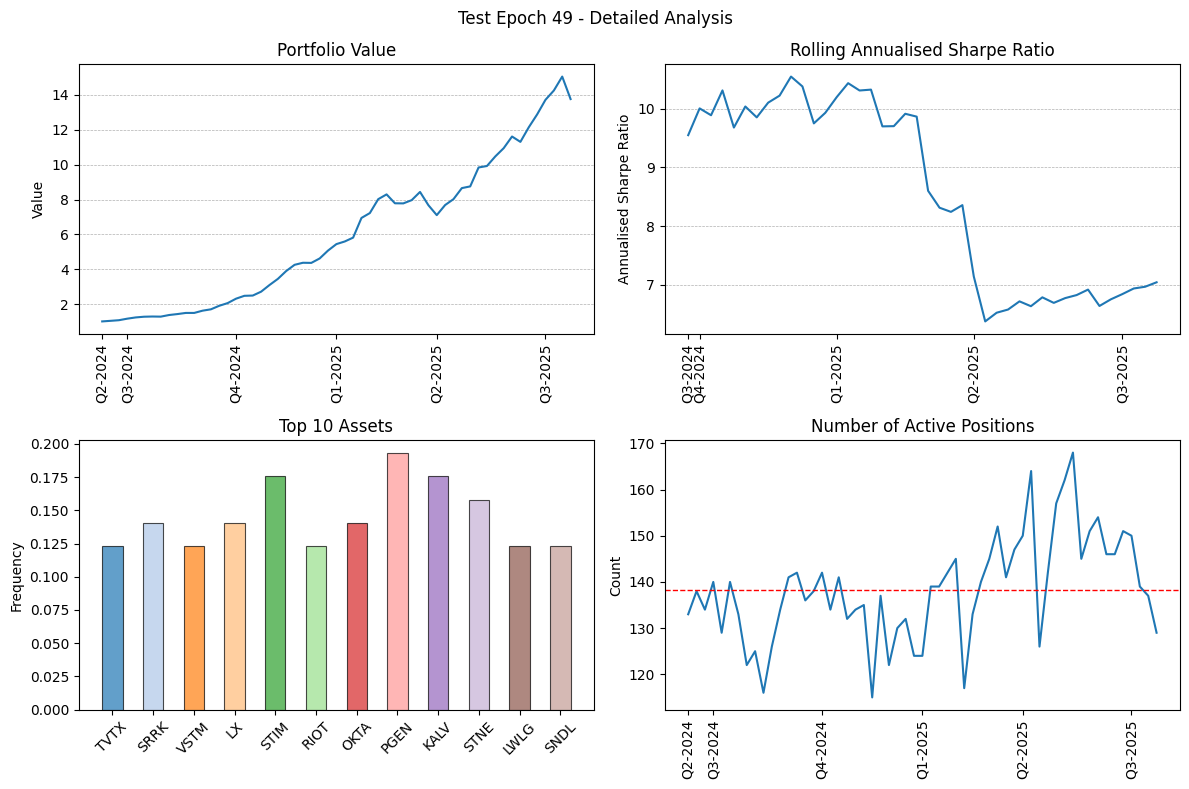 Test Epoch 49 - Detailed Analysis
Portfolio Value
Value
14
12
10
8
6
4
2
Q2-2024
Q3-2024
Q4-2024
Q1-2025
Q2-2025
Q3-2025
Rolling Annualised Sharpe Ratio
Annualised Sharpe Ratio
10
9
8
7
Q3-2024
Q4-2024
Q1-2025
Q2-2025
Q3-2025
Top 10 Assets
Frequency
0.200
0.175
0.150
0.125
0.100
0.075
0.050
0.025
0.000
TVTX
SRRK
VSTM
LX
STIM
RIOT
OKTA
PGEN
KALV
STNE
LWLG
SNDL
Number of Active Positions
Count
170
160
150
140
130
120
Q2-2024
Q3-2024
Q4-2024
Q1-2025
Q2-2025
Q3-2025